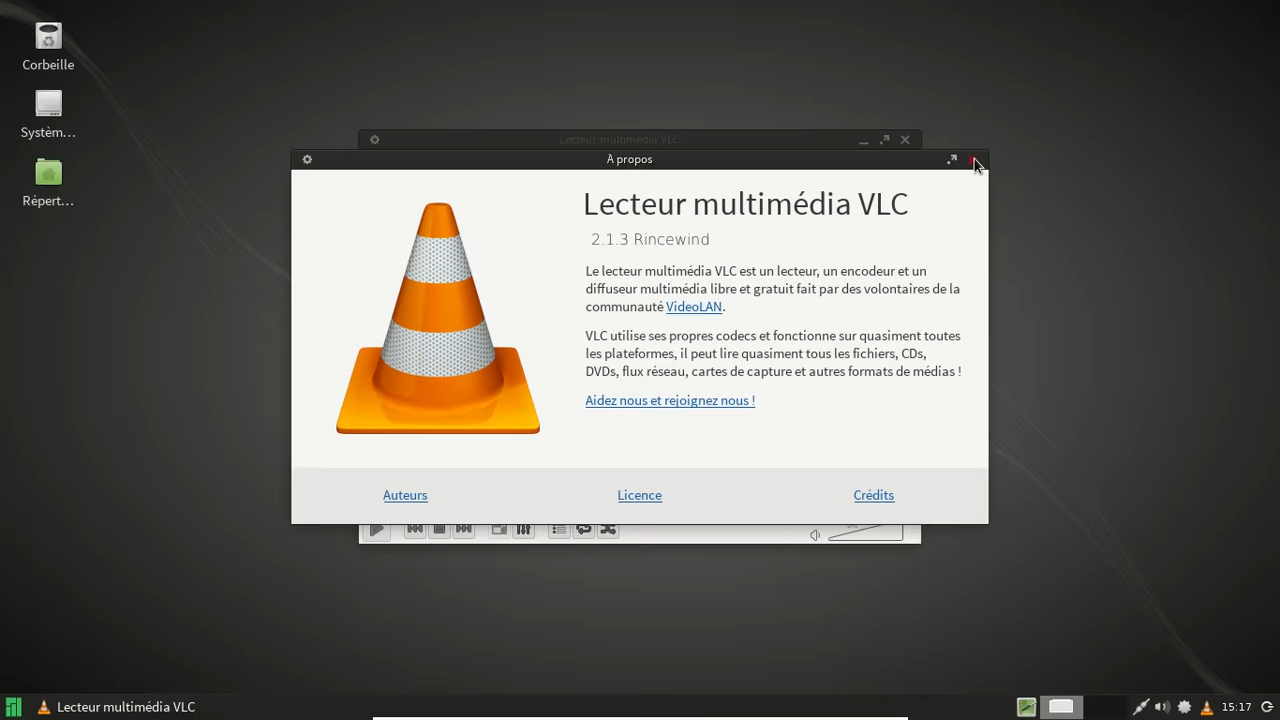 Corbeille
Systèm...
Répert...
Lecteur multimédia VLC
A propos
Lecteur multimédia VLC
2.1.3 Rincewind
Le lecteur multimédia VLC est un lecteur, un encodeur et un
diffuseur multimédia libre et gratuit fait par des volontaires de la
communauté VideoLAN.
VLC utilise ses propres codecs et fonctionne sur quasiment toutes
les plateformes, il peut lire quasiment tous les fichiers, CDs,
DVDs, flux réseau, cartes de capture et autres formats de médias !
Aidez nous et rejoignez nous !
Auteurs
Licence
Crédits
Lecteur multimédia VLC
15:17